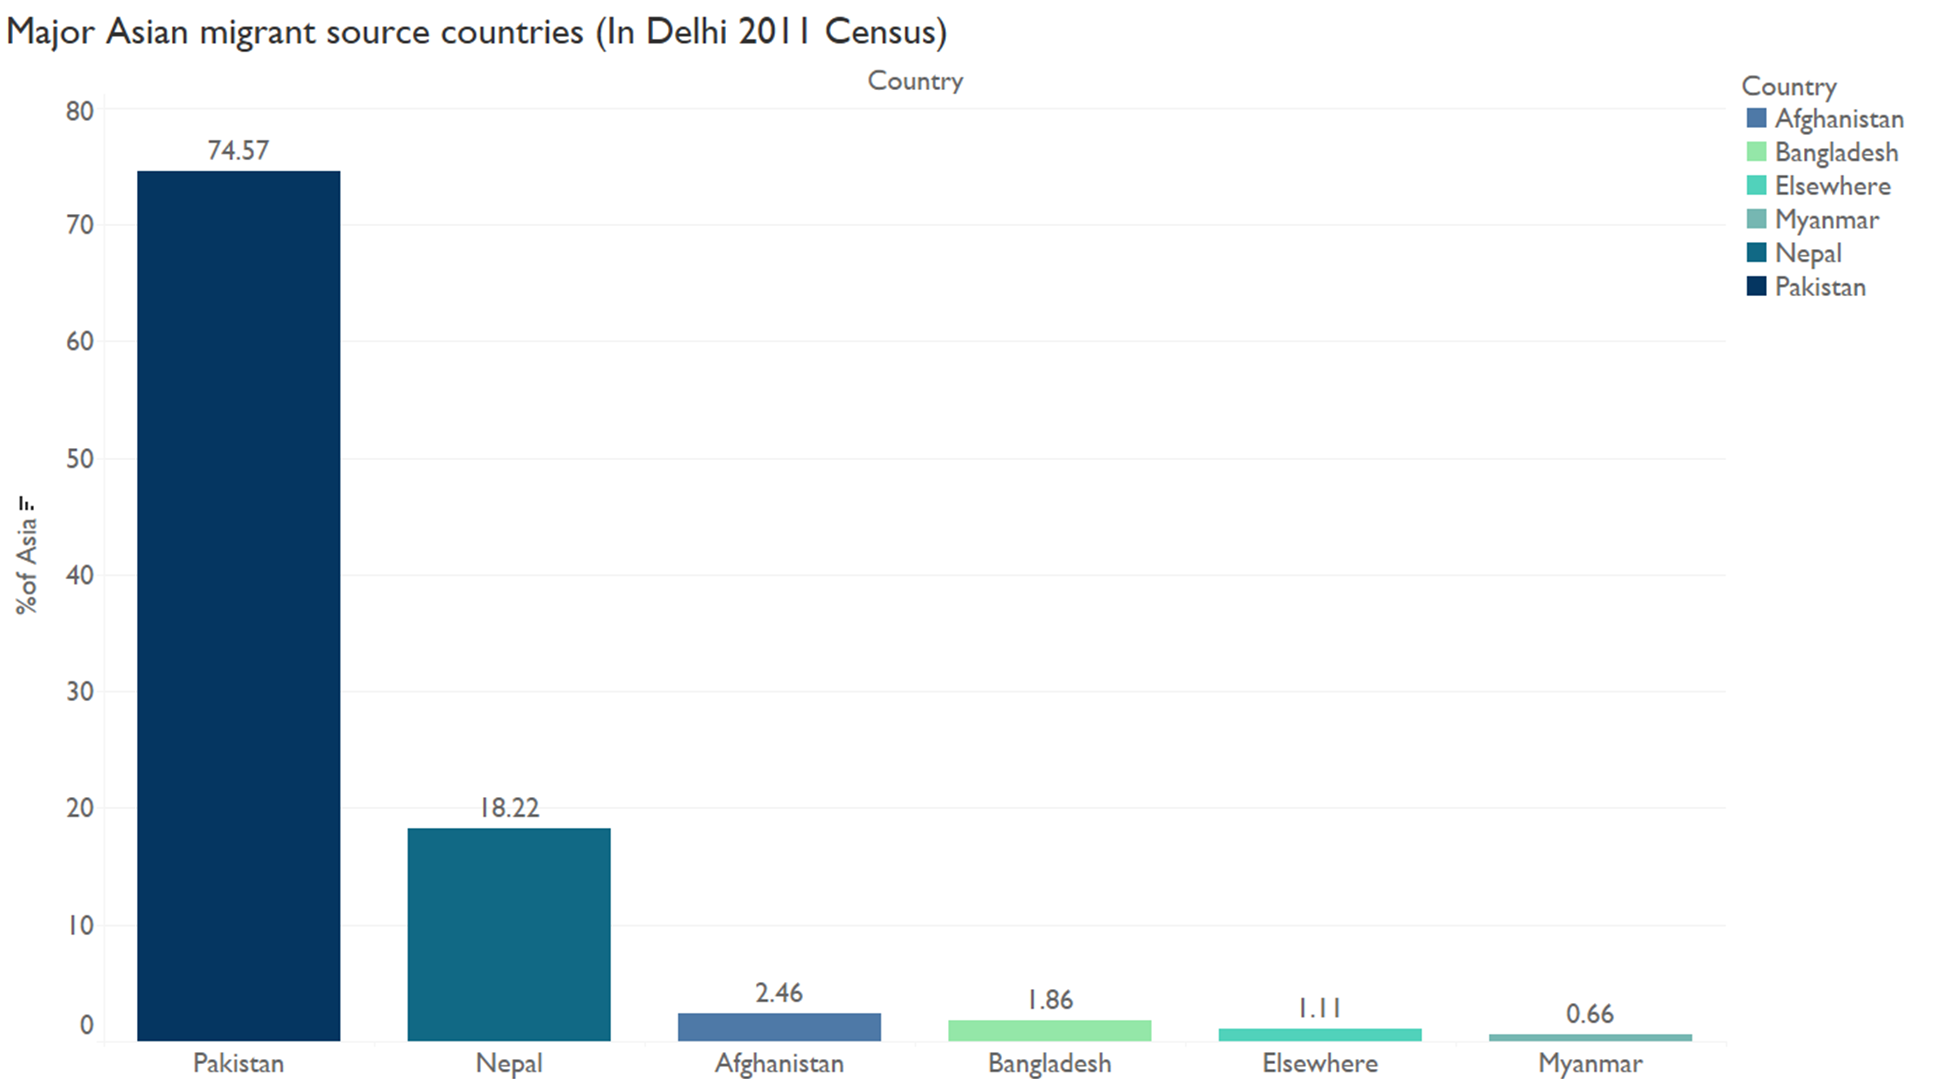 Major Asian migrant source countries (In Delhi 2011 Census)
Country
80
70
60
50
40
30
20
10
0
%of Asia
74.57
18.22
2.46
1.86
1.11
0.66
Pakistan
Nepal
Afghanistan
Bangladesh
Elsewhere
Myanmar
Country
Afghanistan
Bangladesh
Elsewhere
Myanmar
Nepal
Pakistan